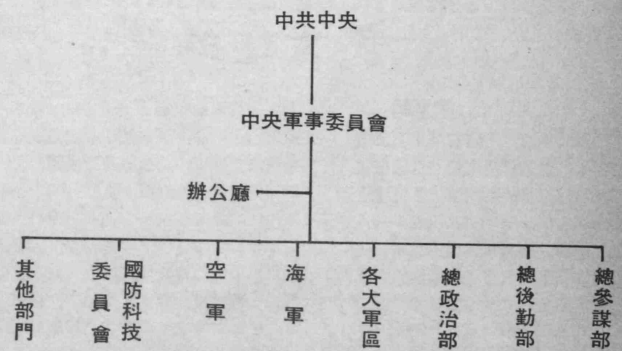 中共中央
中央軍事委員會
辦公廳
總參謀部
總後勤部
總政治部
各大軍區
海軍
空軍
國防科技
委員會
其他部門